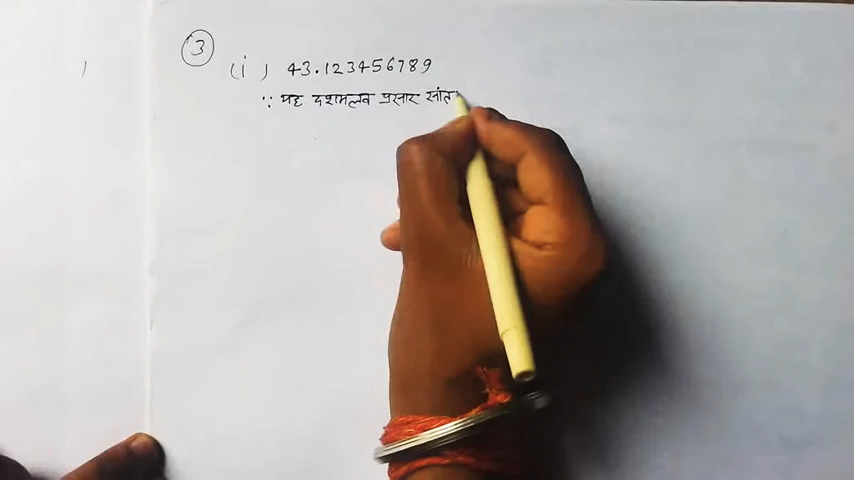 ③
(i) 43.123456789
∵ यह दशमलव प्रसार सांत